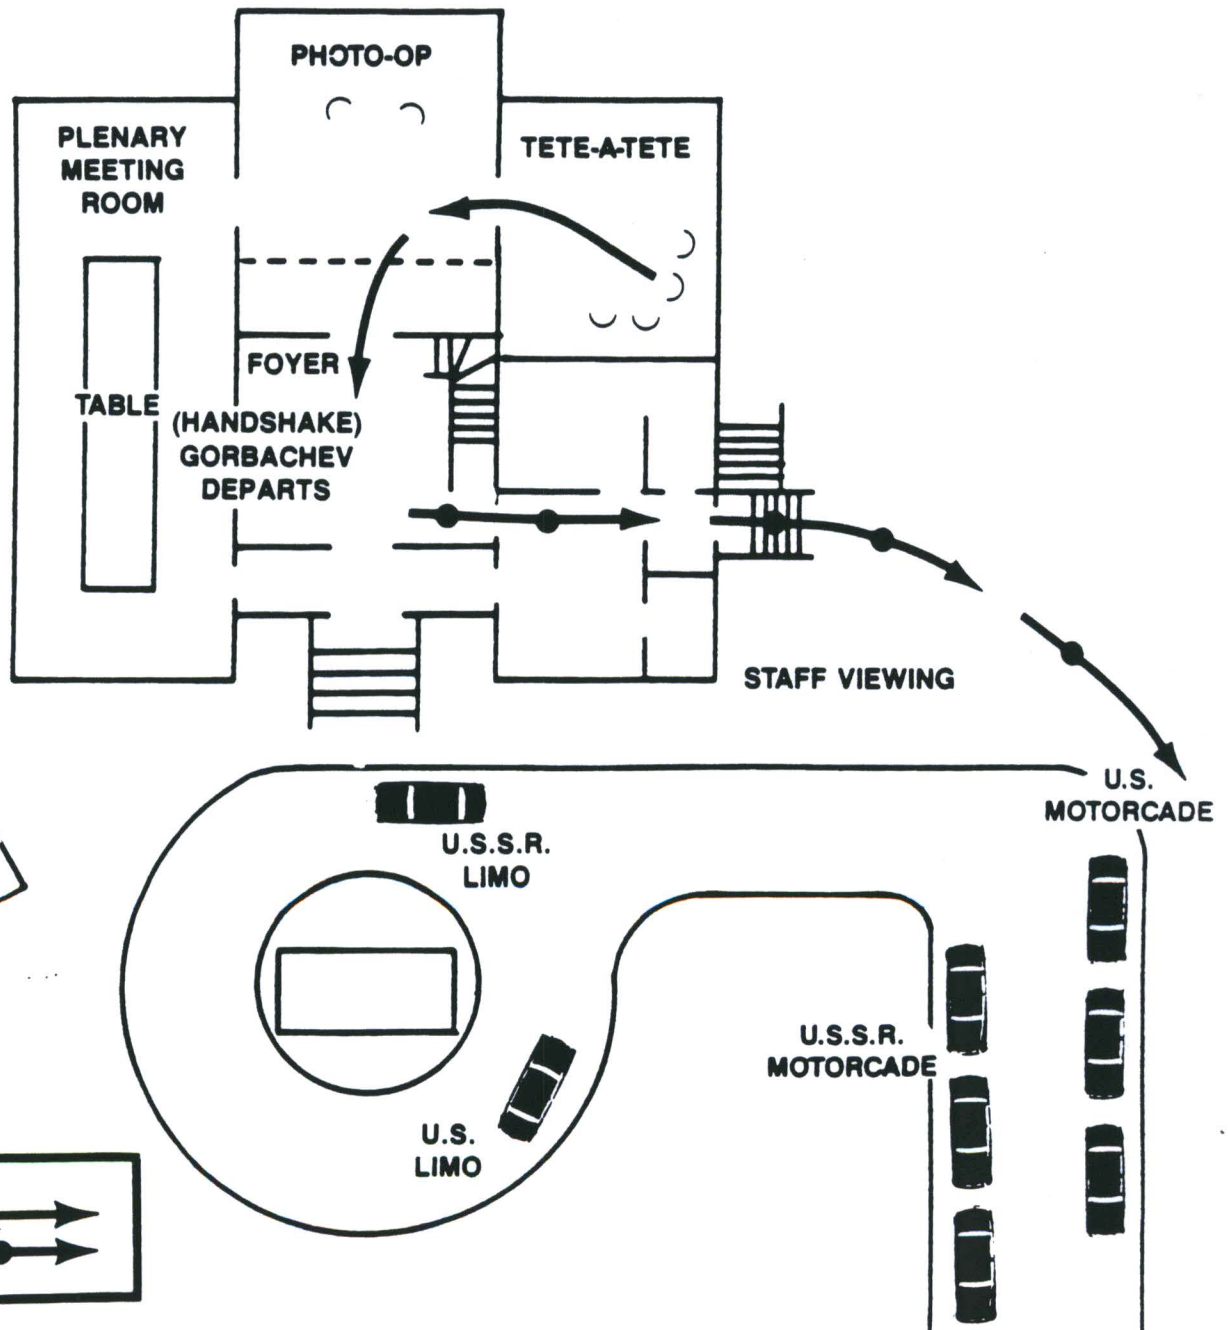 PHOTO-OP
PLENARY
MEETING
ROOM
TETE-A-TETE
FOYER
TABLE
(HANDSHAKE)
GORBACHEV
DEPARTS
STAFF VIEWING
U.S.
MOTORCADE
U.S.S.R.
LIMO
U.S.S.R.
MOTORCADE
U.S.
LIMO